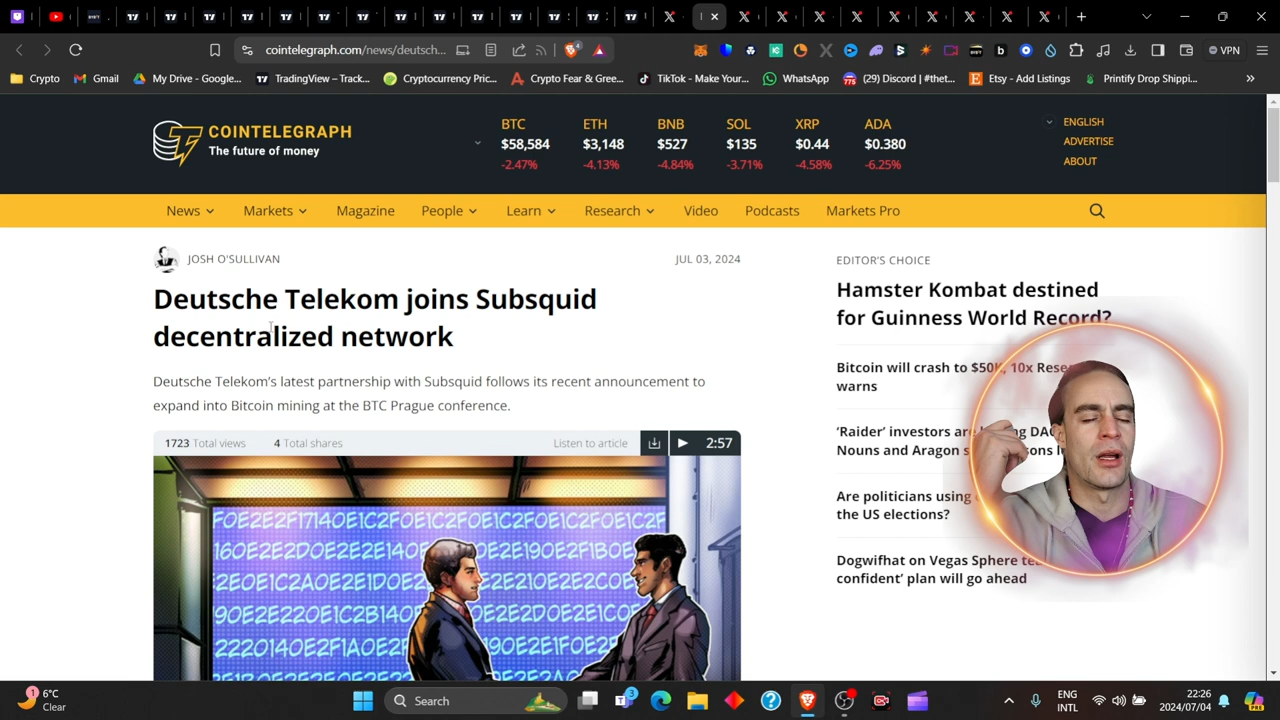 cointelegraph.com/news/deutsch...
VPN
Crypto
Gmail
My Drive - Google...
TradingView – Track...
Cryptocurrency Pric...
Crypto Fear & Gree...
TikTok - Make Your...
WhatsApp
(29) Discord | #thet...
Etsy - Add Listings
Printify Drop Shippi...
COINTELEGRAPH
The future of money
BTC
$58,584
-2.47%
ETH
$3,148
-4.13%
BNB
$527
-4.84%
SOL
$135
-3.71%
XRP
$0.44
-4.58%
ADA
$0.380
-6.25%
ENGLISH
ADVERTISE
ABOUT
News
Markets
Magazine
People
Learn
Research
Video
Podcasts
Markets Pro
JOSH O'SULLIVAN
JUL 03, 2024
Deutsche Telekom joins Subsquid
decentralized network
Deutsche Telekom's latest partnership with Subsquid follows its recent announcement to
expand into Bitcoin mining at the BTC Prague conference.
1723 Total views
4 Total shares
Listen to article
2:57
EDITOR'S CHOICE
Hamster Kombat destined
for Guinness World Record?
Bitcoin will crash to $50K, 10x
warns
'Raider' investors
Nouns and Aragon
Are politicians using
the US elections?
Dogwifhat on Vegas Sphere
confident' plan will go ahead
6°C
Clear
Search
ENG
INTL
22:26
2024/07/04